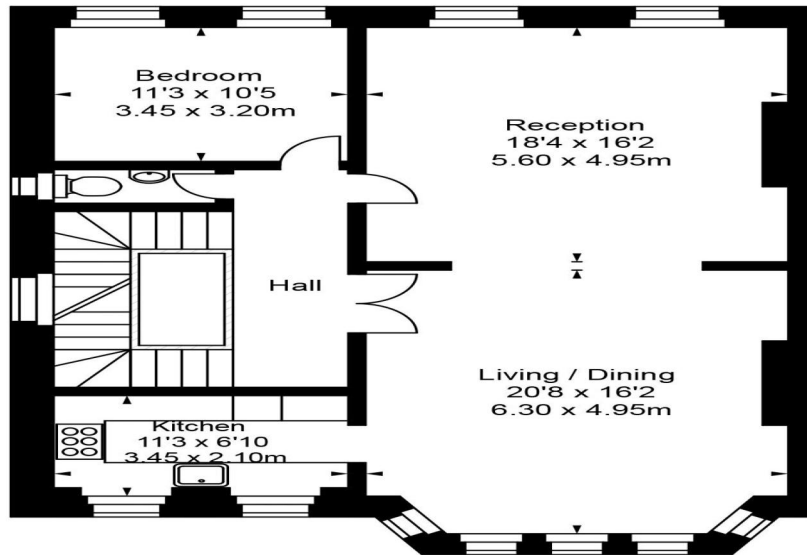 Bedroom
11'3 x 10'5
3.45 x 3.20m
Reception
18'4 x 16'2
5.60 x 4.95m
Hall
Living / Dining
20'8 x 16'2
6.30 x 4.95m
Kitchen
11'3 x 6'10
3.45 x 2.10m